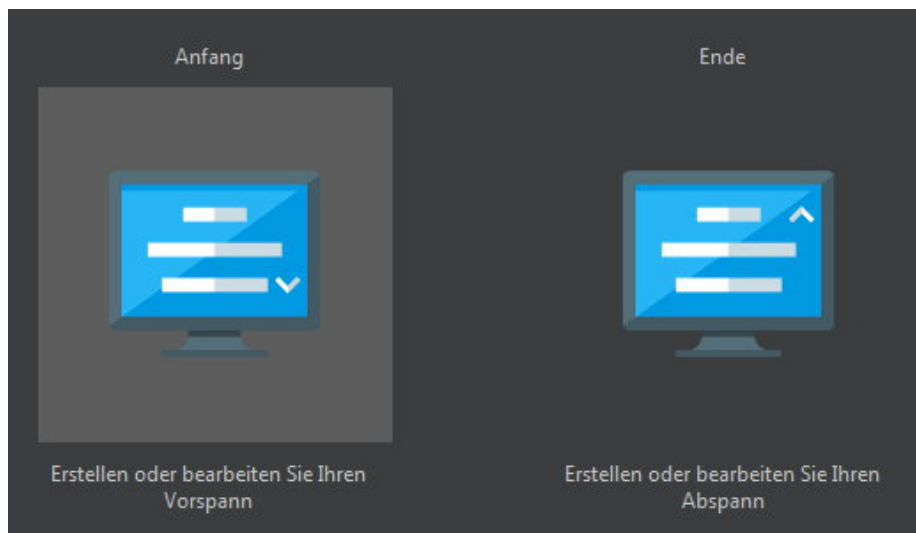 Anfang
Ende
Erstellen oder bearbeiten Sie Ihren
Vorspann
Erstellen oder bearbeiten Sie Ihren
Abspann